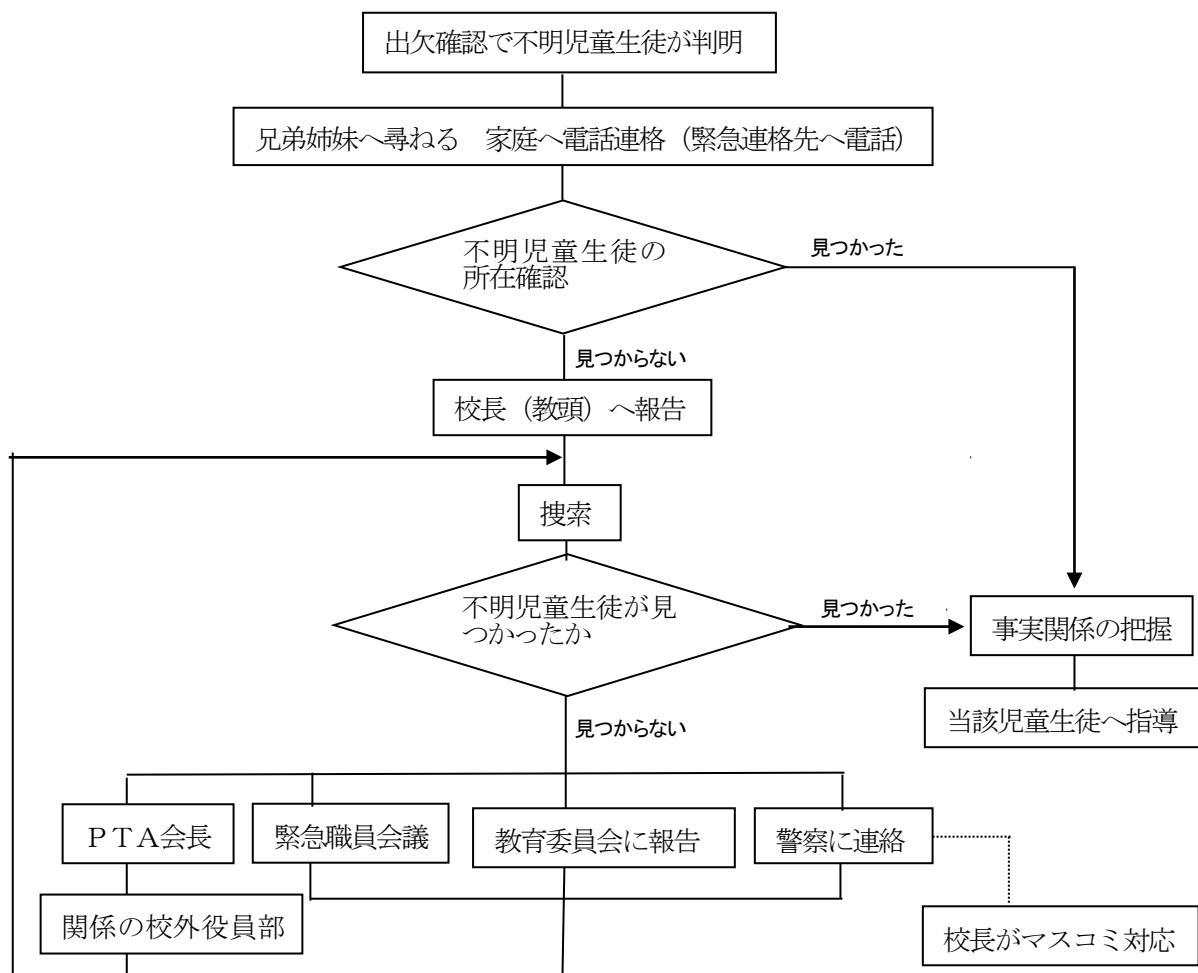 出欠確認で不明児童生徒が判明
兄弟姉妹へ尋ねる　家庭へ電話連格（緊急連格先へ電話）
不明児童生徒の
所在確認
見つかった
見つからない
校長（教頭）へ報告
捜索
不明児童生徒が見
つかったか
見つかった
事実関係の把握
当該児童生徒へ指導
見つからない
ＰＴＡ会長
緊急職員会議
教育委員会に報告
警察に連絡
関係の校外役員部
校長がマスコミ対応